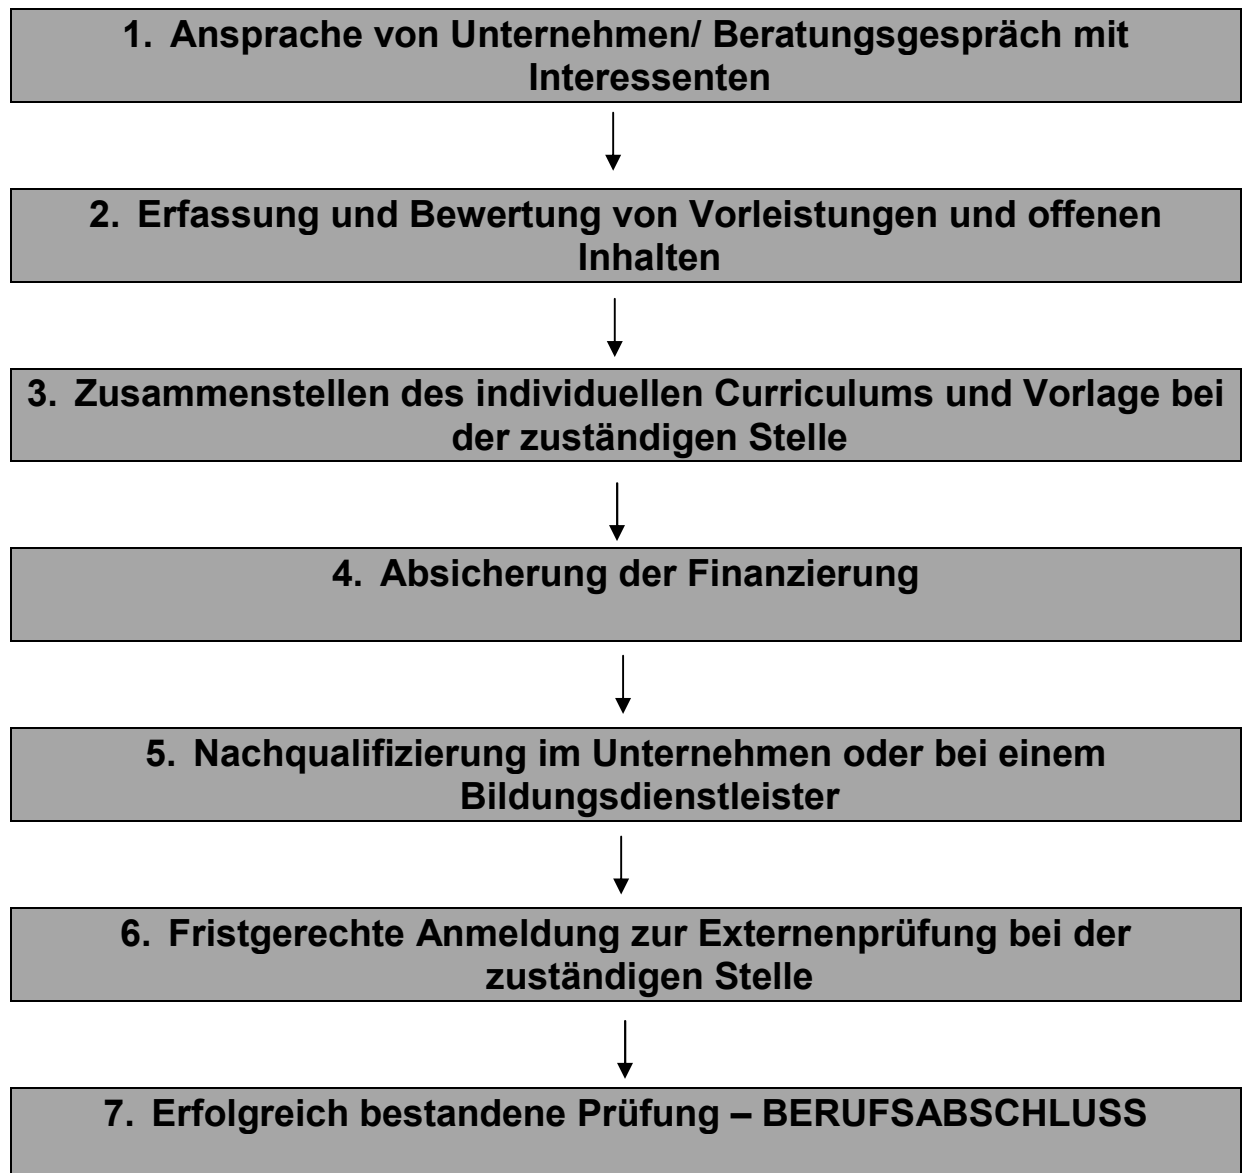 1. Ansprache von Unternehmen/ Beratungsgespräch mit
Interessenten
2. Erfassung und Bewertung von Vorleistungen und offenen
Inhalten
3. Zusammenstellen des individuellen Curriculums und Vorlage bei
der zuständigen Stelle
4. Absicherung der Finanzierung
5. Nachqualifizierung im Unternehmen oder bei einem
Bildungsdienstleister
6. Fristgerechte Anmeldung zur Externenprüfung bei der
zuständigen Stelle
7. Erfolgreich bestandene Prüfung – BERUFSABSCHLUSS